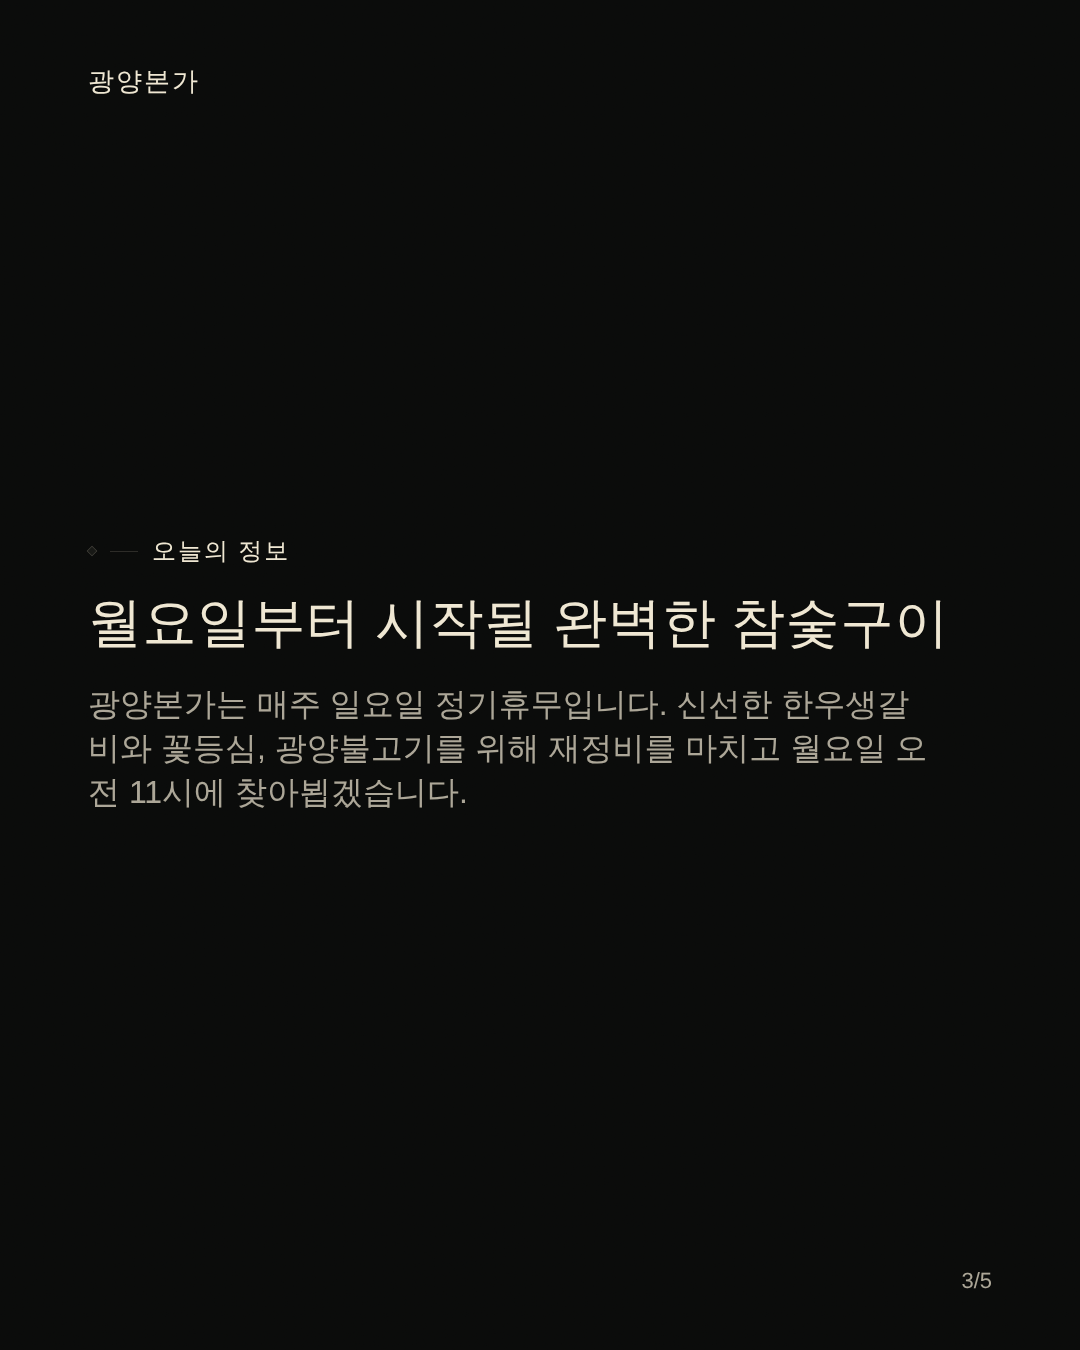 광양본가
오늘의 정보
월요일부터 시작될 완벽한 참숯구이
광양본가는 매주 일요일 정기휴무입니다. 신선한 한우생갈
비와 꽃등심, 광양불고기를 위해 재정비를 마치고 월요일 오
전 11시에 찾아뵙겠습니다.
3/5